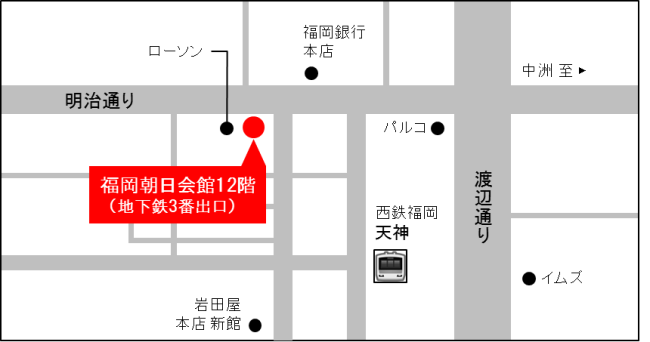 福岡銀行
本店
ローソン
中洲 至▶
明治通り
パルコ
福岡朝日会館12階
（地下鉄3番出口）
渡辺通り
西鉄福岡
天神
イムズ
岩田屋
本店 新館